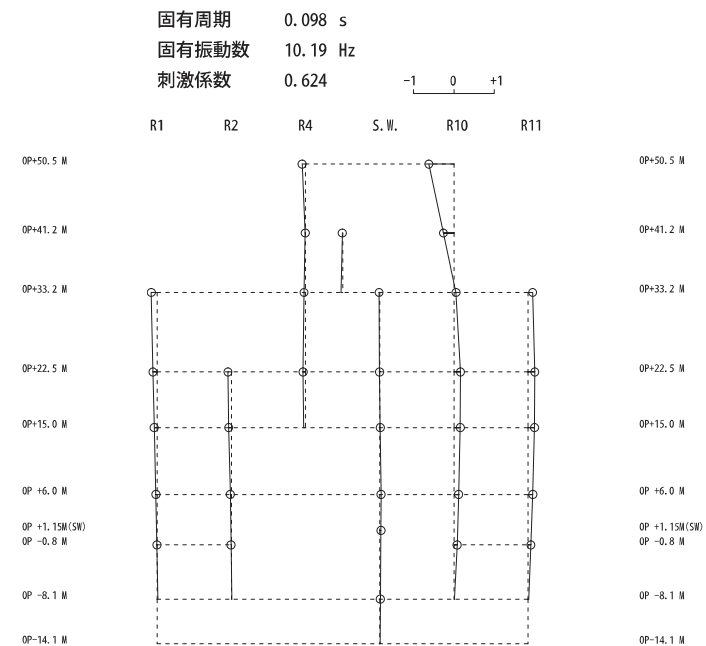 固有周期 0.098 s
固有振動数 10.19 Hz
刺激係数 0.624
-1 0 +1
R1 R2 R4 S.W. R10 R11
OP+50.5 M OP+50.5 M
OP+41.2 M OP+41.2 M
OP+33.2 M OP+33.2 M
OP+22.5 M OP+22.5 M
OP+15.0 M OP+15.0 M
OP +6.0 M OP +6.0 M
OP +1.15M(SW) OP +1.15M(SW)
OP -0.8 M OP -0.8 M
OP -8.1 M OP -8.1 M
OP-14.1 M OP-14.1 M